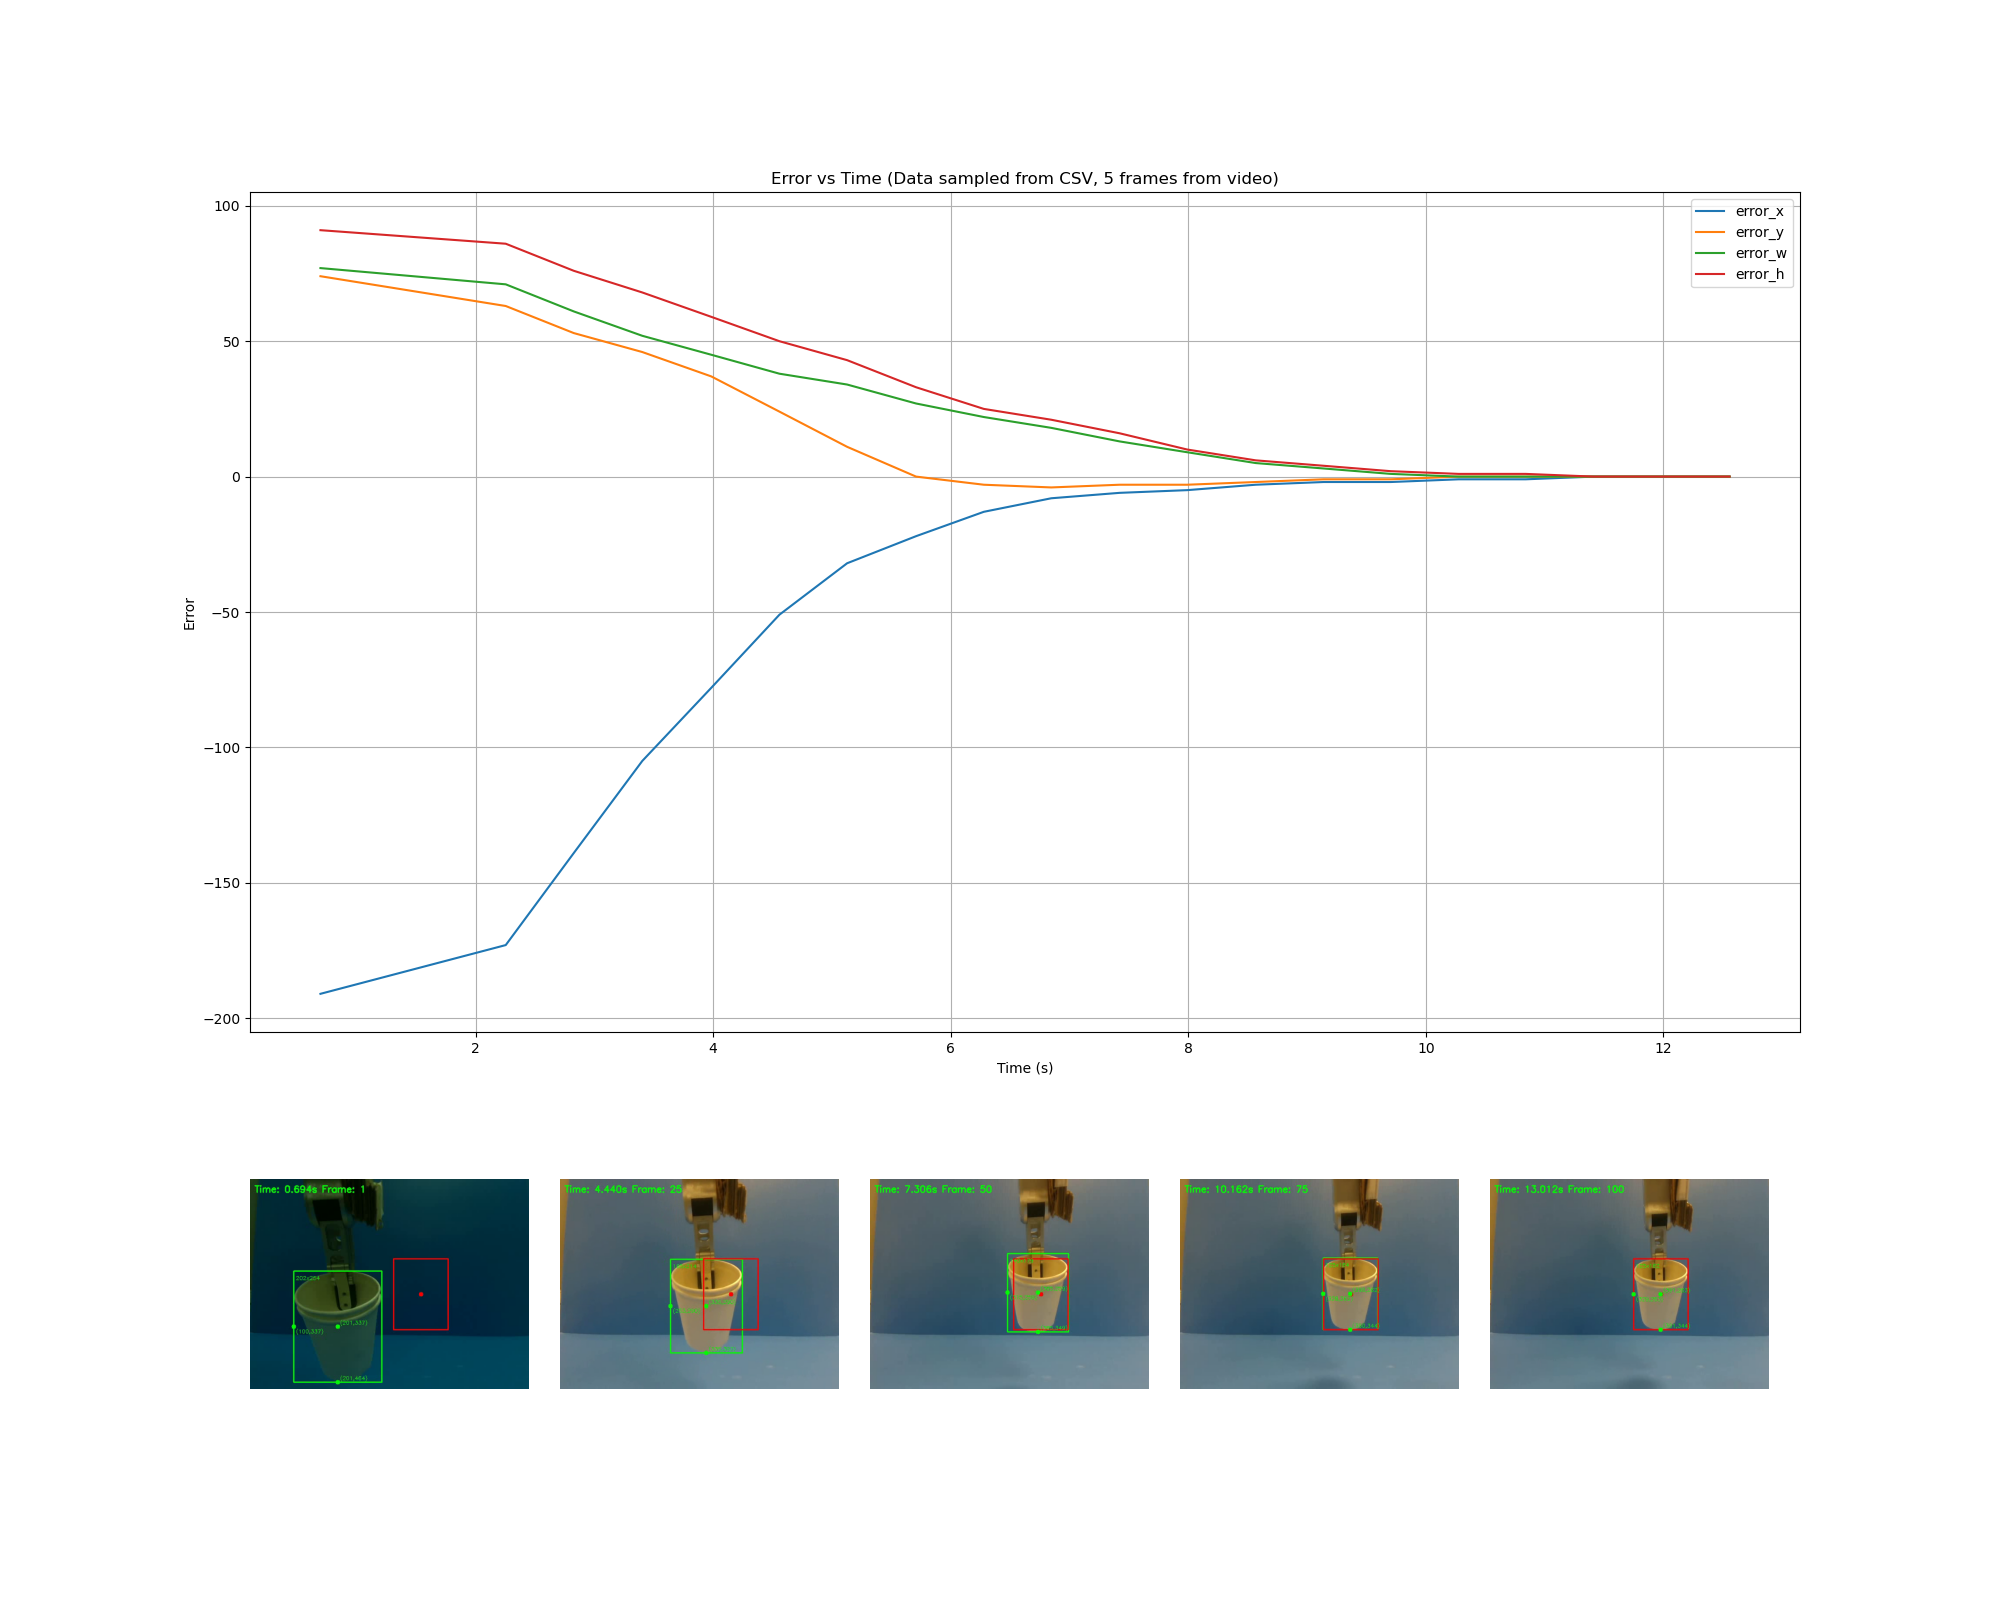 Error vs Time (Data sampled from CSV, 5 frames from video)
error_x
error_y
error_w
error_h
100
50
0
−50
−100
−150
−200
Error
2
4
6
8
10
12
Time (s)
Time: 0.694s Frame: 1
(201,337)
(100,337)
(201,464)
Time: 4.440s Frame: 25
Time: 7.306s Frame: 50
Time: 10.162s Frame: 75
Time: 13.012s Frame: 100